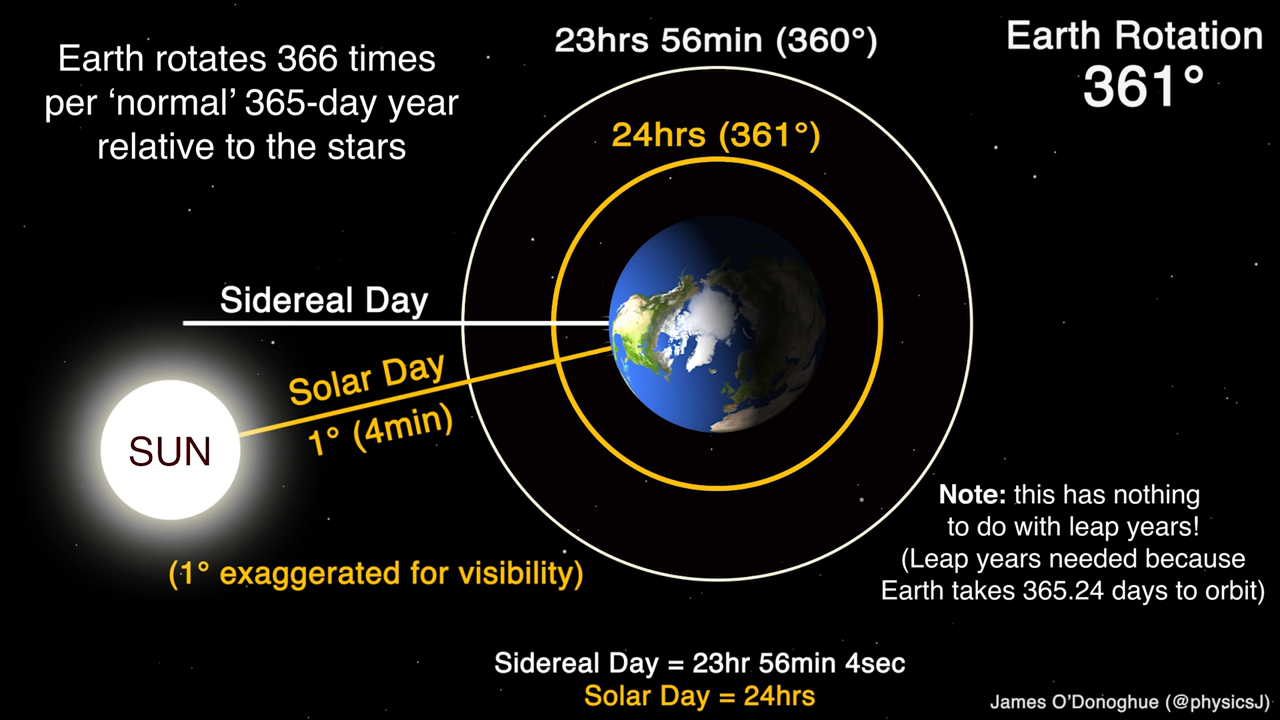 Earth rotates 366 times
per ‘normal’ 365-day year
relative to the stars
23hrs 56min (360°)
Earth Rotation
361°
24hrs (361°)
Sidereal Day
Solar Day
1° (4min)
SUN
(1° exaggerated for visibility)
Note: this has nothing
to do with leap years!
(Leap years needed because
Earth takes 365.24 days to orbit)
Sidereal Day = 23hr 56min 4sec
Solar Day = 24hrs
James O’Donoghue (@physicsJ)